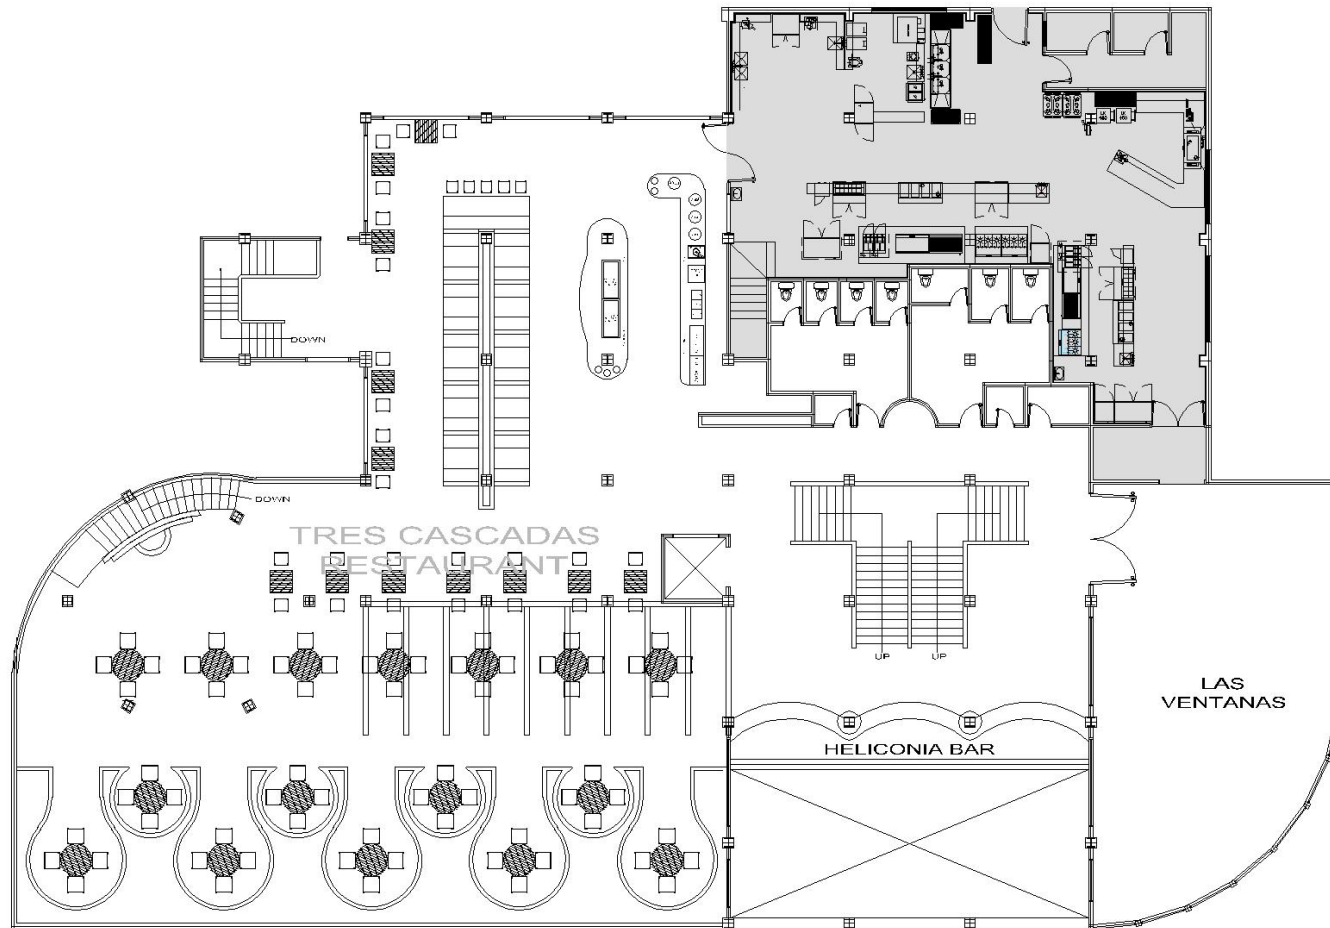 DOWN
DOWN
TRES CASCADAS
RESTAURANT
UP
UP
LAS
VENTANAS
HELICONIA BAR